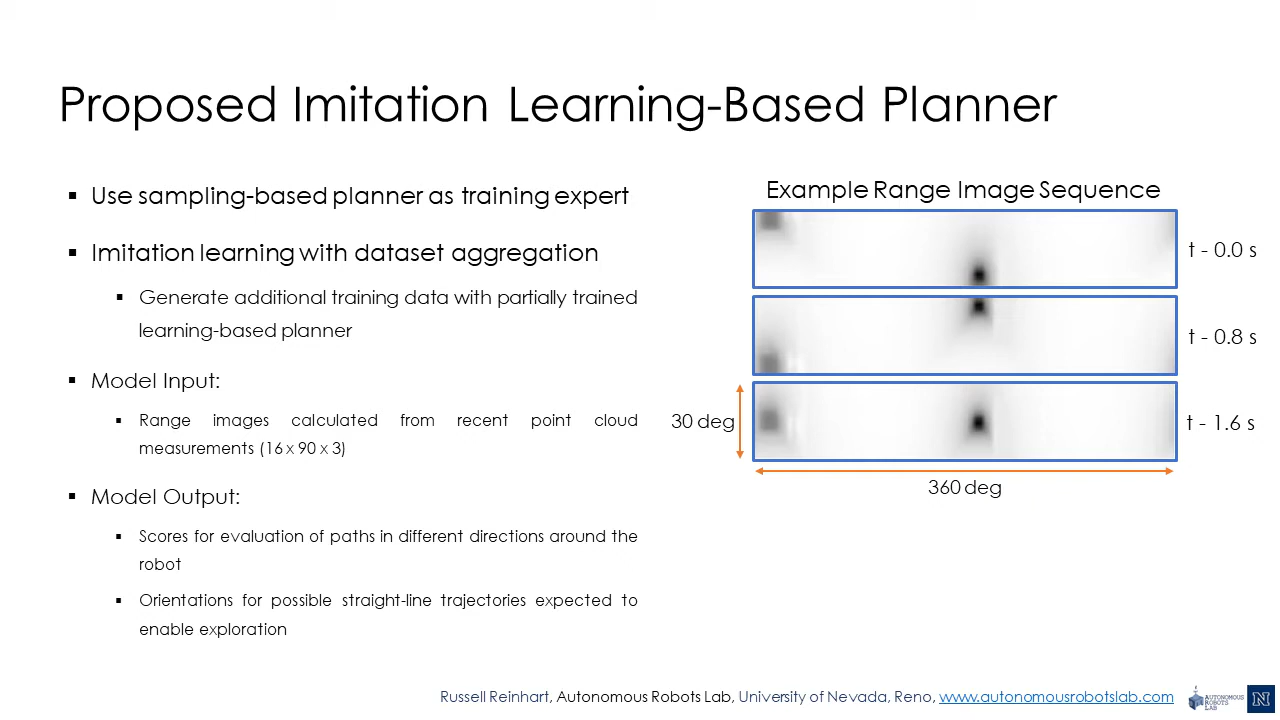 Proposed Imitation Learning-Based Planner
▪ Use sampling-based planner as training expert
▪ Imitation learning with dataset aggregation
▪ Generate additional training data with partially trained
learning-based planner
▪ Model Input:
▪ Range images calculated from recent point cloud
measurements (16 x 90 x 3)
▪ Model Output:
▪ Scores for evaluation of paths in different directions around the
robot
▪ Orientations for possible straight-line trajectories expected to
enable exploration
Example Range Image Sequence
t - 0.0 s
t - 0.8 s
30 deg
t - 1.6 s
360 deg
Russell Reinhart, Autonomous Robots Lab, University of Nevada, Reno, www.autonomousrobotslab.com
AUTONOMOUS
ROBOTS
LAB
N